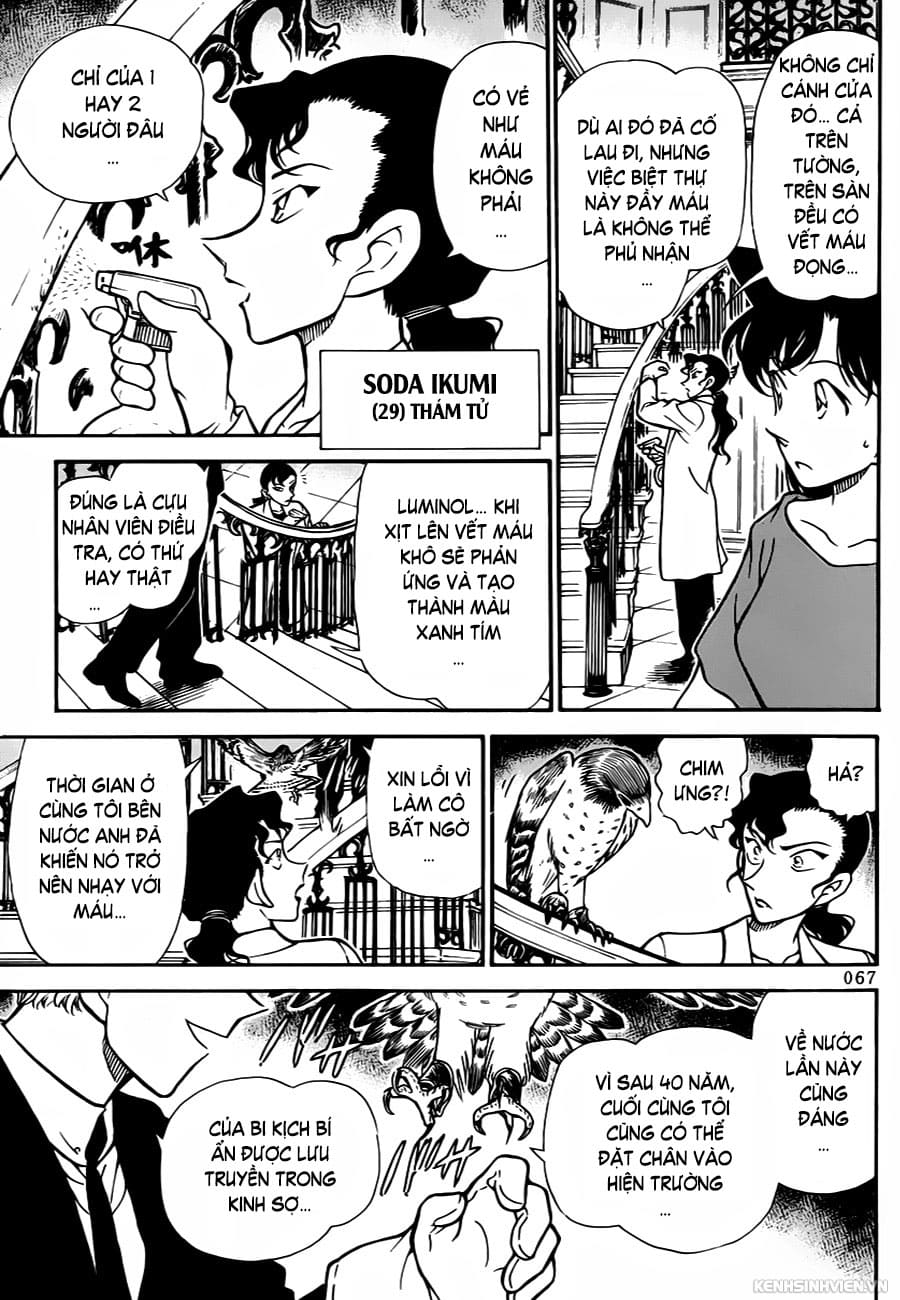 KHÔNG CHỈ
CÁNH CỬA
ĐÓ... CẢ
TRÊN
TƯỜNG,
TRÊN SÀN
ĐỀU CÓ
VẾT MÁU
ĐỌNG...
DÙ AI ĐÓ ĐÃ CỐ
LAU ĐI, NHƯNG
VIỆC BIỆT THỰ
NÀY ĐẦY MÁU
LÀ KHÔNG THỂ
PHỦ NHẬN
...
CÓ VẺ
NHƯ
MÁU
KHÔNG
PHẢI
...
CHỈ CỦA 1
HAY 2
NGƯỜI ĐÂU
...
SODA IKUMI
(29) THÁM TỬ
LUMINOL... KHI
XỊT LÊN VẾT MÁU
KHÔ SẼ PHẢN
ỨNG VÀ TẠO
THÀNH MÀU
XANH TÍM
...
ĐÚNG LÀ CỰU
NHÂN VIÊN ĐIỀU
TRA, CÓ THỨ
HAY THẬT
...
HẢ?
CHIM
ƯNG?!
XIN LỖI VÌ
LÀM CÔ
BẤT NGỜ
...
THỜI GIAN Ở
CÙNG TÔI BÊN
NƯỚC ANH ĐÃ
KHIẾN NÓ TRỞ
NÊN NHẠY VỚI
MÁU...
067
VỀ NƯỚC
LẦN NÀY
CŨNG
ĐÁNG
...
VÌ SAU 40 NĂM,
CUỐI CÙNG TÔI
CŨNG CÓ THỂ
ĐẶT CHÂN VÀO
HIỆN TRƯỜNG
...
CỦA BI KỊCH BÍ
ẨN ĐƯỢC LƯU
TRUYỀN TRONG
KINH SỢ...
KENHSINHVIEN.VN